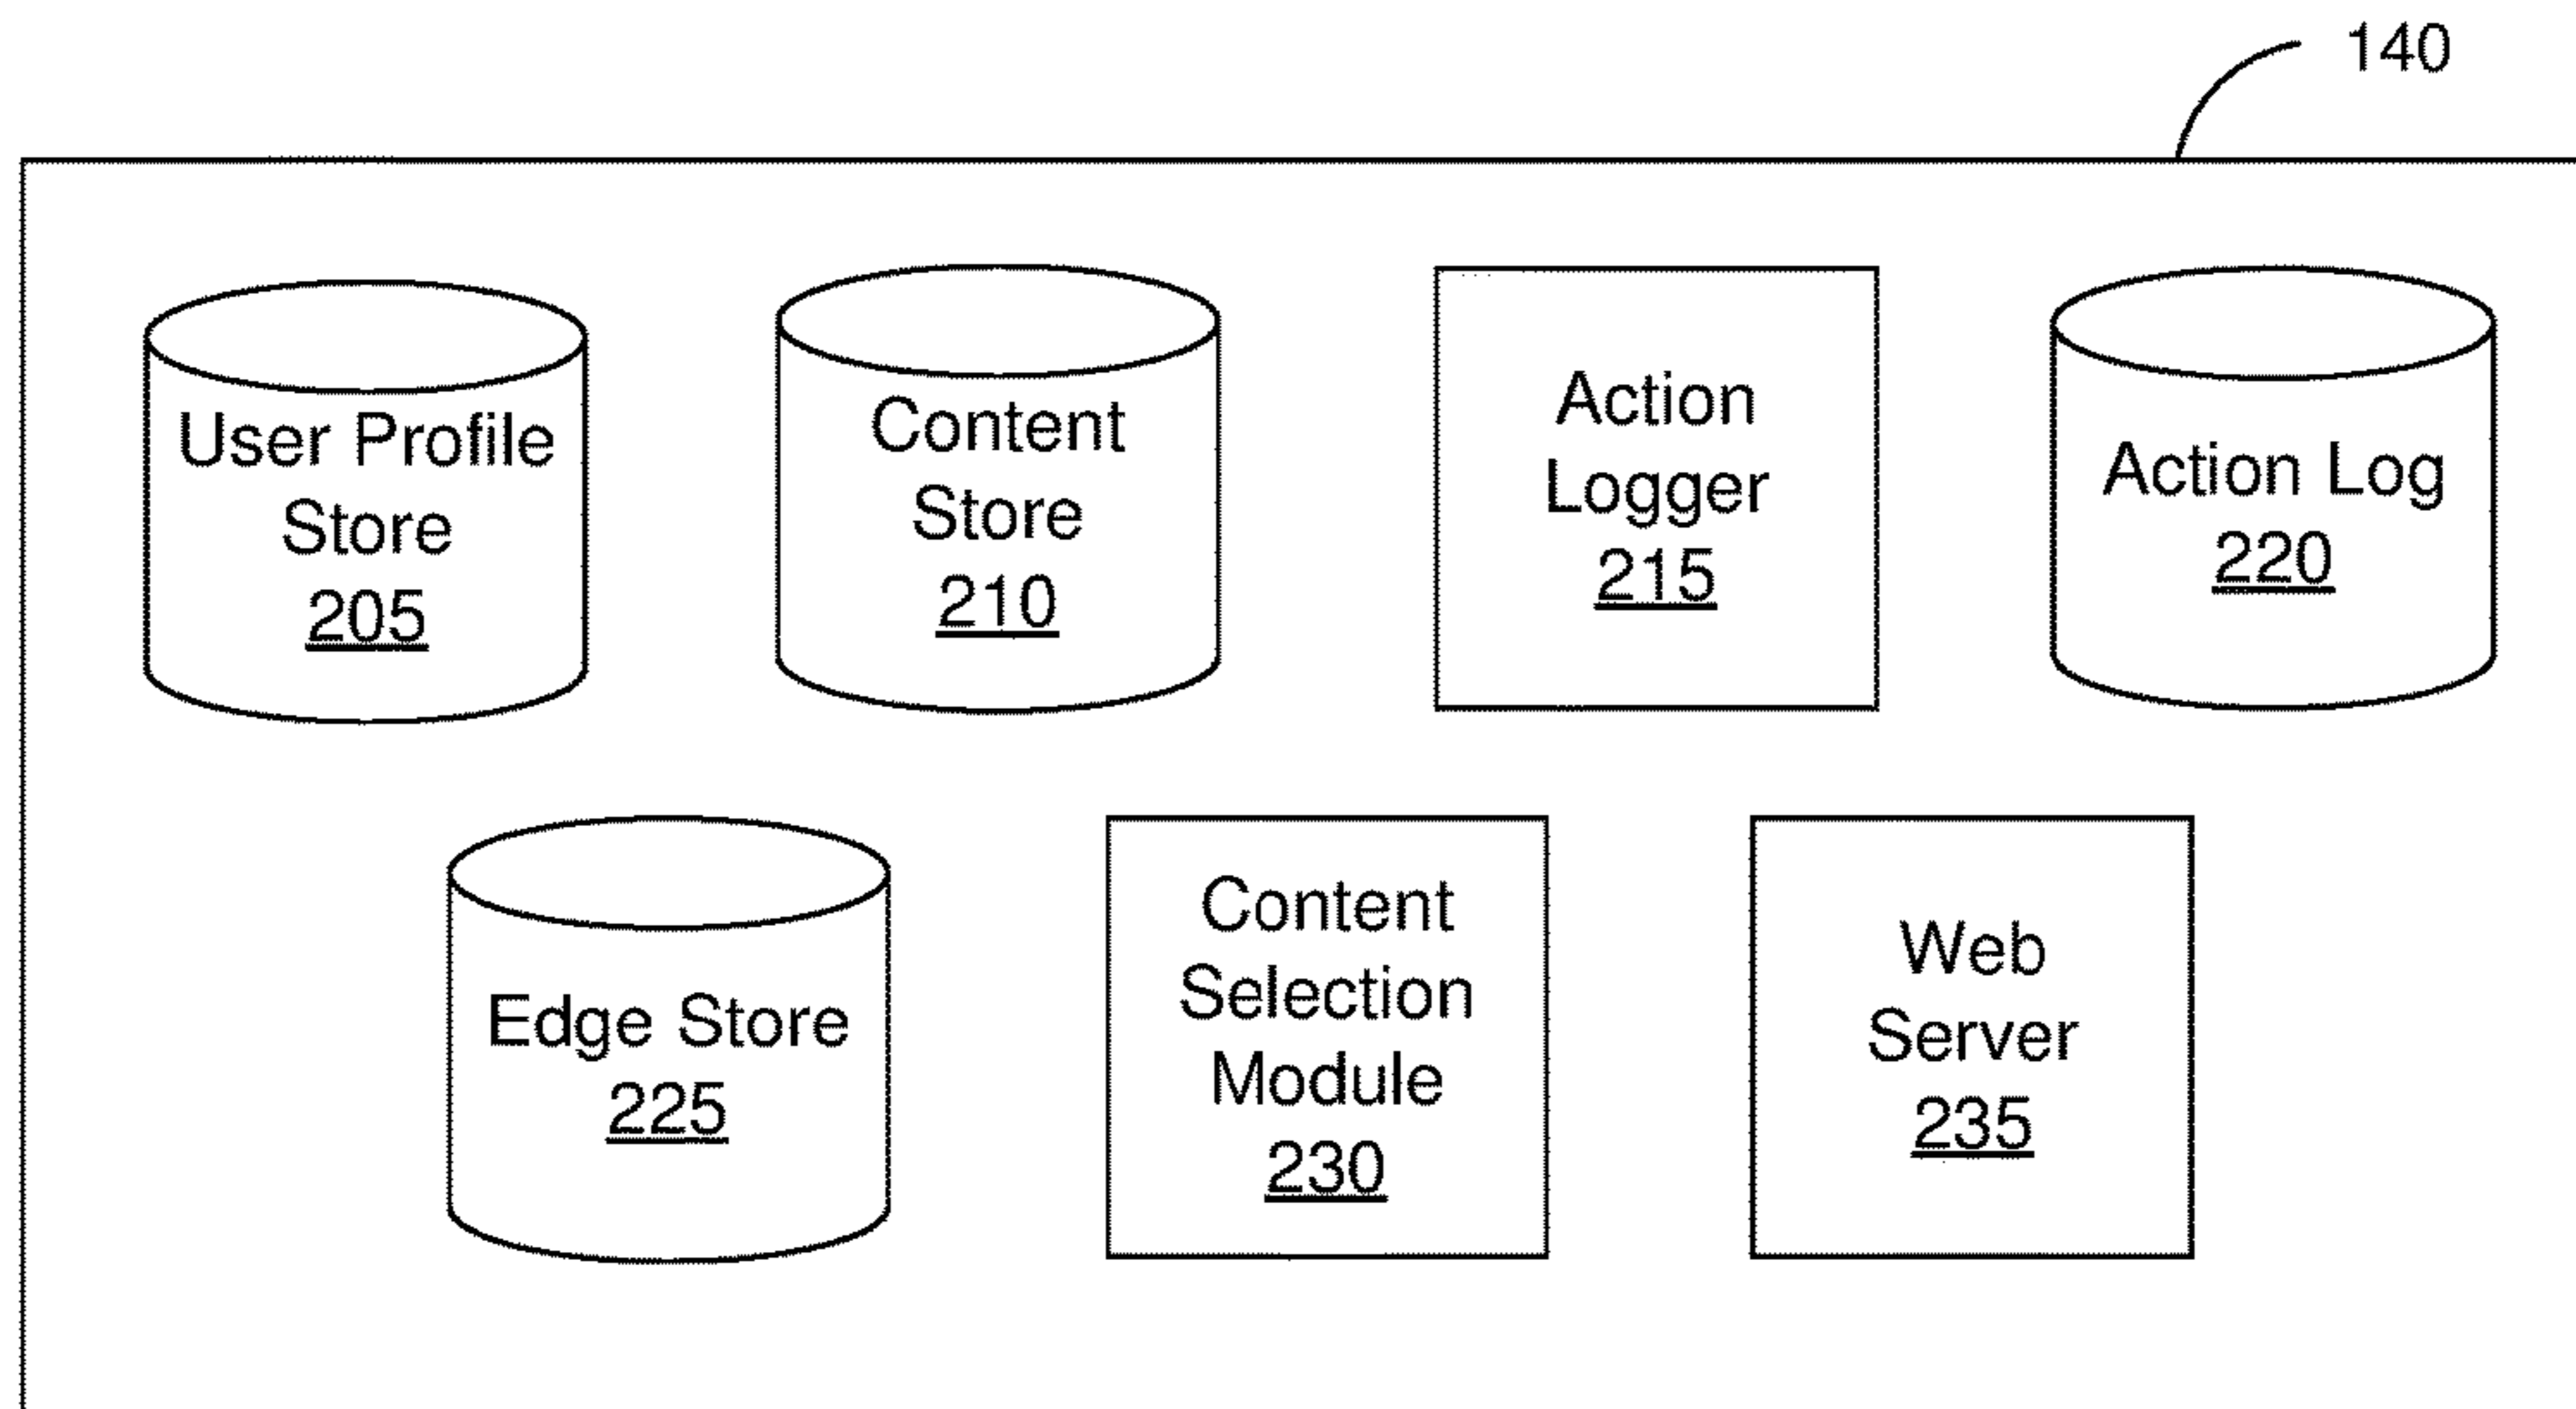 140
User Profile
Store
205
Content
Store
210
Action
Logger
215
Action Log
220
Edge Store
225
Content
Selection
Module
230
Web
Server
235